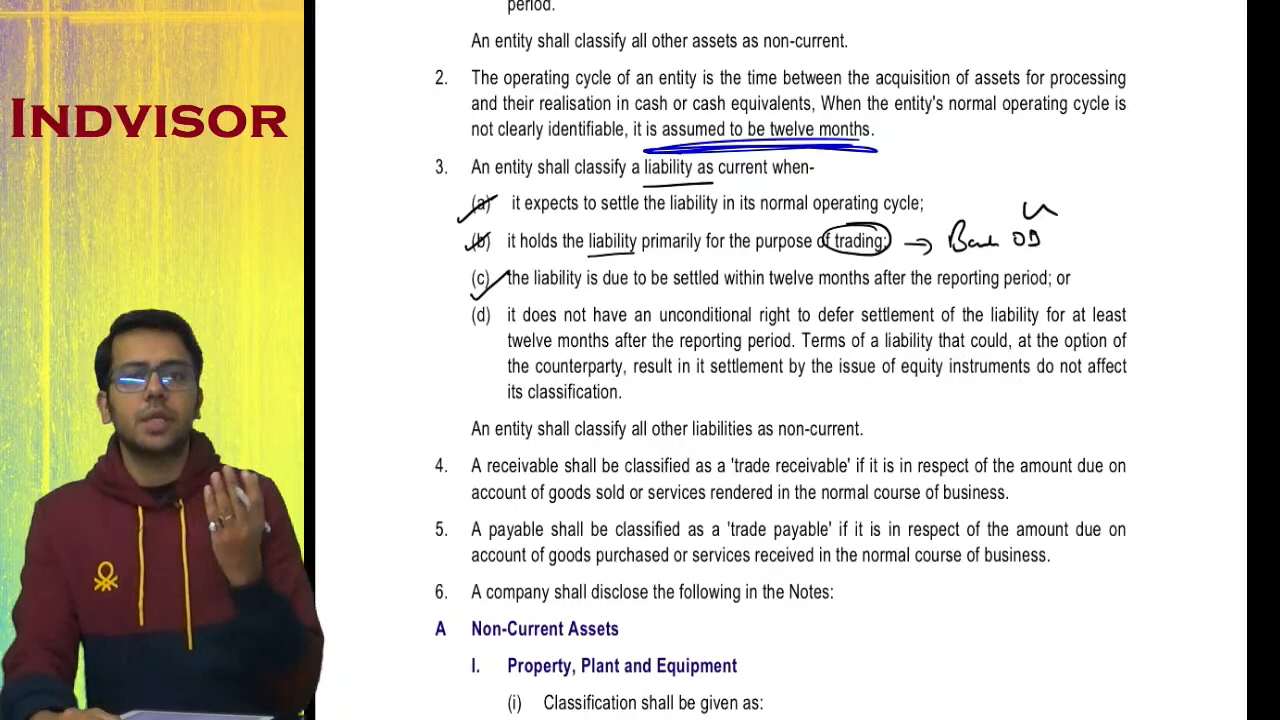 INDVISOR
period.
An entity shall classify all other assets as non-current.
2. The operating cycle of an entity is the time between the acquisition of assets for processing
and their realisation in cash or cash equivalents, When the entity's normal operating cycle is
not clearly identifiable, it is assumed to be twelve months.
3. An entity shall classify a liability as current when-
(a) it expects to settle the liability in its normal operating cycle;
(b) it holds the liability primarily for the purpose of trading; → Bank OD
(c) the liability is due to be settled within twelve months after the reporting period; or
(d) it does not have an unconditional right to defer settlement of the liability for at least
twelve months after the reporting period. Terms of a liability that could, at the option of
the counterparty, result in it settlement by the issue of equity instruments do not affect
its classification.
An entity shall classify all other liabilities as non-current.
4. A receivable shall be classified as a 'trade receivable' if it is in respect of the amount due on
account of goods sold or services rendered in the normal course of business.
5. A payable shall be classified as a 'trade payable' if it is in respect of the amount due on
account of goods purchased or services received in the normal course of business.
6. A company shall disclose the following in the Notes:
A Non-Current Assets
I. Property, Plant and Equipment
(i) Classification shall be given as: